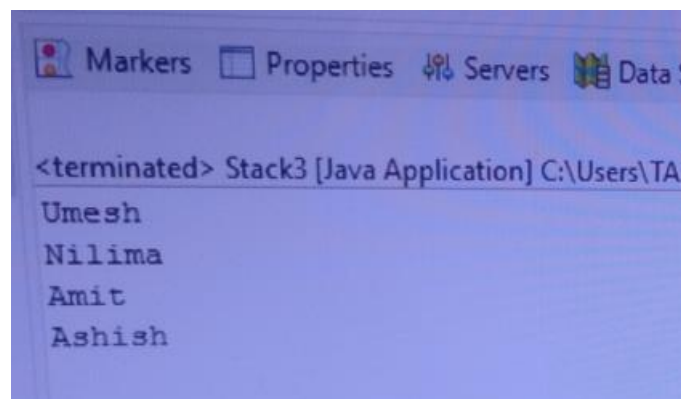 Markers Properties Servers Data
<terminated> Stack3 [Java Application] C:\Users\TA
Umesh
Nilima
Amit
Ashish